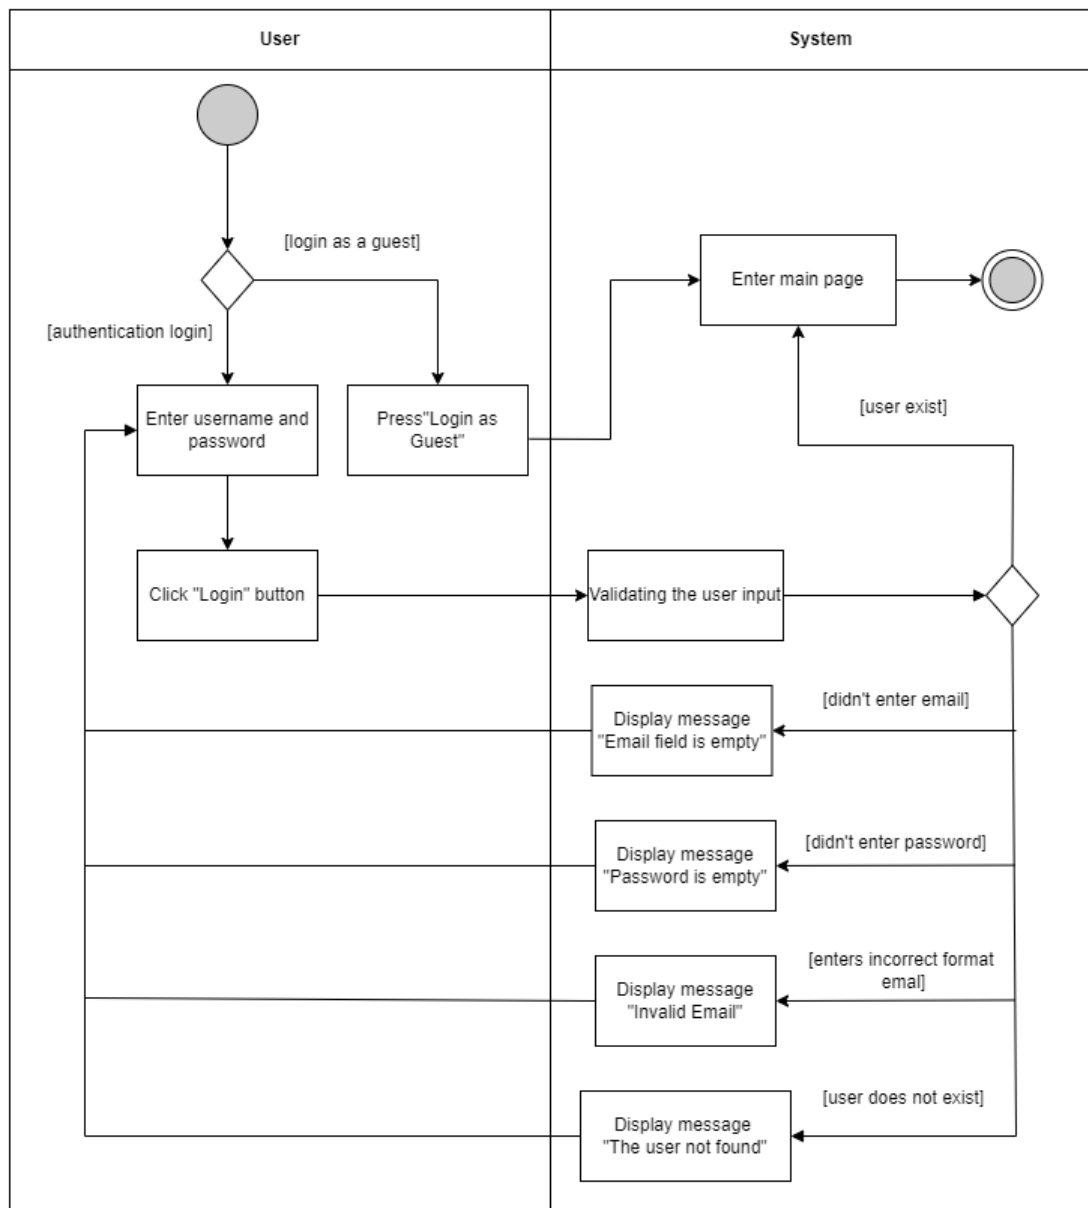 User
System
[login as a guest]
Enter main page
[authentication login]
Enter username and
password
Press"Login as
Guest"
[user exist]
Click "Login" button
Validating the user input
[didn't enter email]
Display message
"Email field is empty"
[didn't enter password]
Display message
"Password is empty"
[enters incorrect format
emal]
Display message
"Invalid Email"
[user does not exist]
Display message
"The user not found"